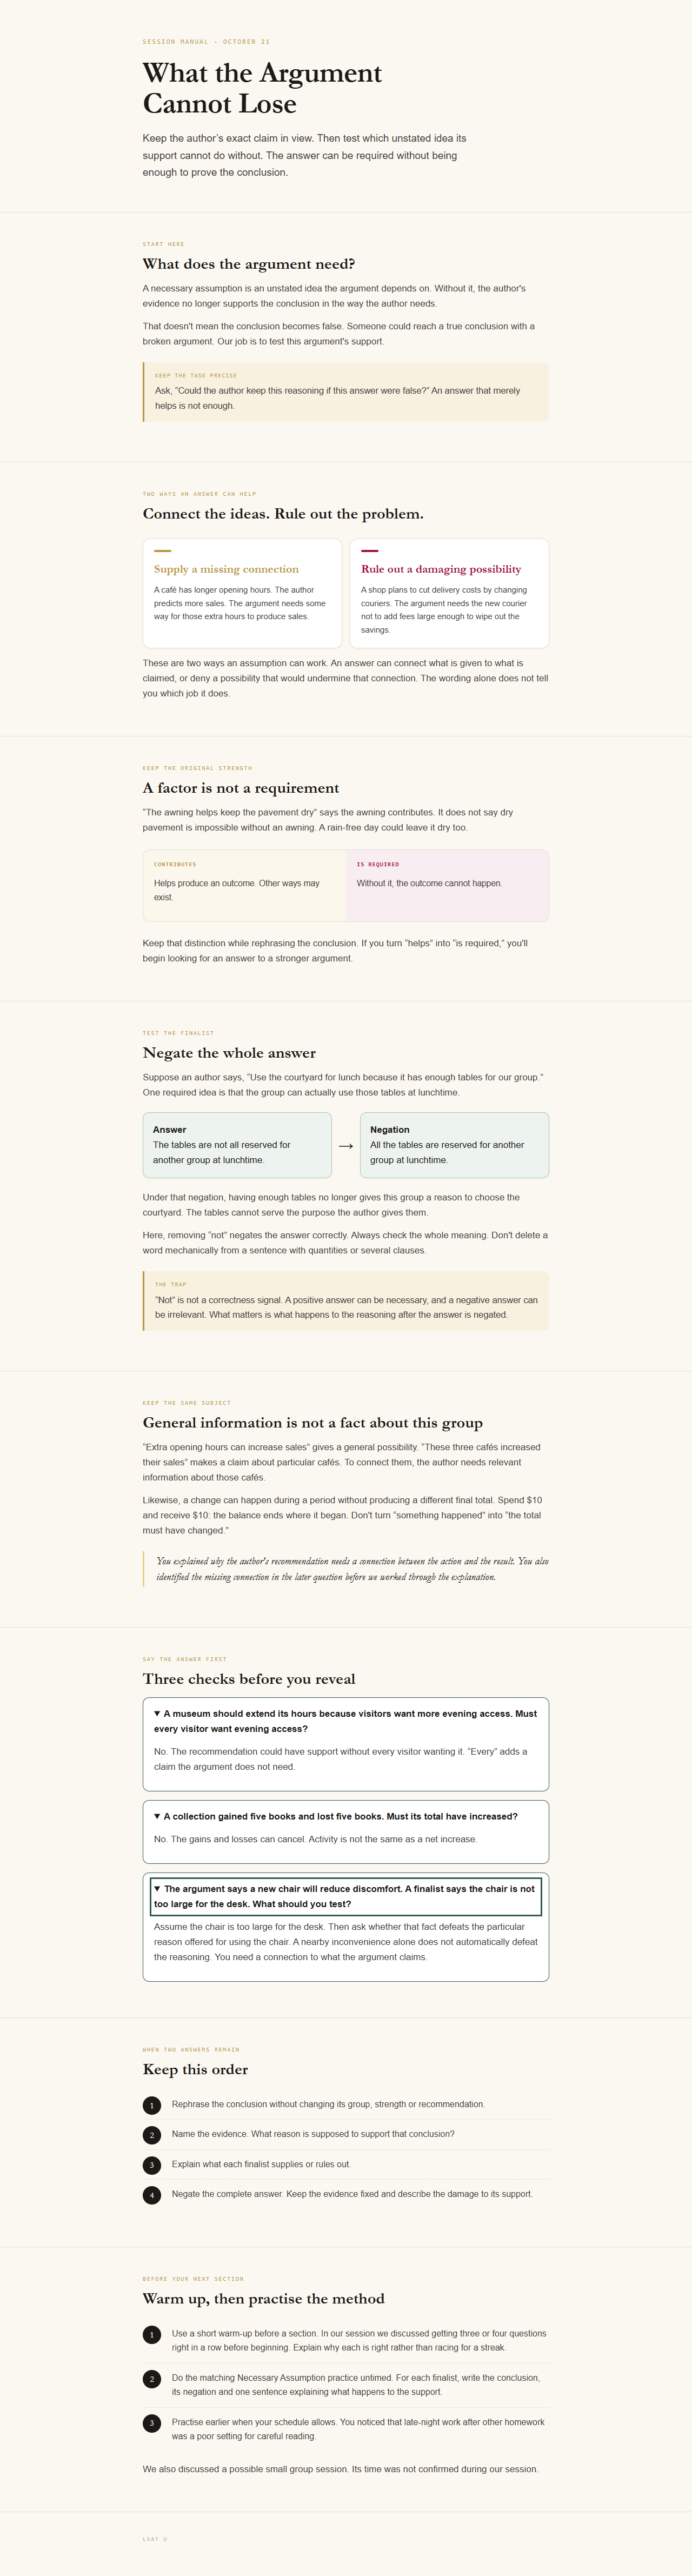 SESSION MANUAL · OCTOBER 21
What the Argument
Cannot Lose
Keep the author's exact claim in view. Then test which unstated idea its
support cannot do without. The answer can be required without being
enough to prove the conclusion.
START HERE
What does the argument need?
A necessary assumption is an unstated idea the argument depends on. Without it, the author's
evidence no longer supports the conclusion in the way the author needs.
That doesn't mean the conclusion becomes false. Someone could reach a true conclusion with a
broken argument. Our job is to test this argument's support.
KEEP THE TASK PRECISE
Ask, "Could the author keep this reasoning if this answer were false?" An answer that merely
helps is not enough.
TWO WAYS AN ANSWER CAN HELP
Connect the ideas. Rule out the problem.
Supply a missing connection
A café has longer opening hours. The author
predicts more sales. The argument needs some
way for those extra hours to produce sales.
Rule out a damaging possibility
A shop plans to cut delivery costs by changing
couriers. The argument needs the new courier
not to add fees large enough to wipe out the
savings.
These are two ways an assumption can work. An answer can connect what is given to what is
claimed, or deny a possibility that would undermine that connection. The wording alone does not tell
you which job it does.
KEEP THE ORIGINAL STRENGTH
A factor is not a requirement
"The awning helps keep the pavement dry" says the awning contributes. It does not say dry
pavement is impossible without an awning. A rain-free day could leave it dry too.
CONTRIBUTES
Helps produce an outcome. Other ways may
exist.
IS REQUIRED
Without it, the outcome cannot happen.
Keep that distinction while rephrasing the conclusion. If you turn "helps" into "is required," you'll
begin looking for an answer to a stronger argument.
TEST THE FINALIST
Negate the whole answer
Suppose an author says, "Use the courtyard for lunch because it has enough tables for our group."
One required idea is that the group can actually use those tables at lunchtime.
Answer
The tables are not all reserved for
another group at lunchtime.
→
Negation
All the tables are reserved for another
group at lunchtime.
Under that negation, having enough tables no longer gives this group a reason to choose the
courtyard. The tables cannot serve the purpose the author gives them.
Here, removing "not" negates the answer correctly. Always check the whole meaning. Don't delete a
word mechanically from a sentence with quantities or several clauses.
THE TRAP
"Not" is not a correctness signal. A positive answer can be necessary, and a negative answer can
be irrelevant. What matters is what happens to the reasoning after the answer is negated.
KEEP THE SAME SUBJECT
General information is not a fact about this group
"Extra opening hours can increase sales" gives a general possibility. "These three cafés increased
their sales" makes a claim about particular cafés. To connect them, the author needs relevant
information about those cafés.
Likewise, a change can happen during a period without producing a different final total. Spend $10
and receive $10: the balance ends where it began. Don't turn "something happened" into "the total
must have changed."
You explained why the author's recommendation needs a connection between the action and the result. You also
identified the missing connection in the later question before we worked through the explanation.
SAY THE ANSWER FIRST
Three checks before you reveal
▼ A museum should extend its hours because visitors want more evening access. Must
every visitor want evening access?
No. The recommendation could have support without every visitor wanting it. "Every" adds a
claim the argument does not need.
▼ A collection gained five books and lost five books. Must its total have increased?
No. The gains and losses can cancel. Activity is not the same as a net increase.
▼ The argument says a new chair will reduce discomfort. A finalist says the chair is not
too large for the desk. What should you test?
Assume the chair is too large for the desk. Then ask whether that fact defeats the particular
reason offered for using the chair. A nearby inconvenience alone does not automatically defeat
the reasoning. You need a connection to what the argument claims.
WHEN TWO ANSWERS REMAIN
Keep this order
1 Rephrase the conclusion without changing its group, strength or recommendation.
2 Name the evidence. What reason is supposed to support that conclusion?
3 Explain what each finalist supplies or rules out.
4 Negate the complete answer. Keep the evidence fixed and describe the damage to its support.
BEFORE YOUR NEXT SECTION
Warm up, then practise the method
1 Use a short warm-up before a section. In our session we discussed getting three or four questions
right in a row before beginning. Explain why each is right rather than racing for a streak.
2 Do the matching Necessary Assumption practice untimed. For each finalist, write the conclusion,
its negation and one sentence explaining what happens to the support.
3 Practise earlier when your schedule allows. You noticed that late-night work after other homework
was a poor setting for careful reading.
We also discussed a possible small group session. Its time was not confirmed during our session.
LSAT U